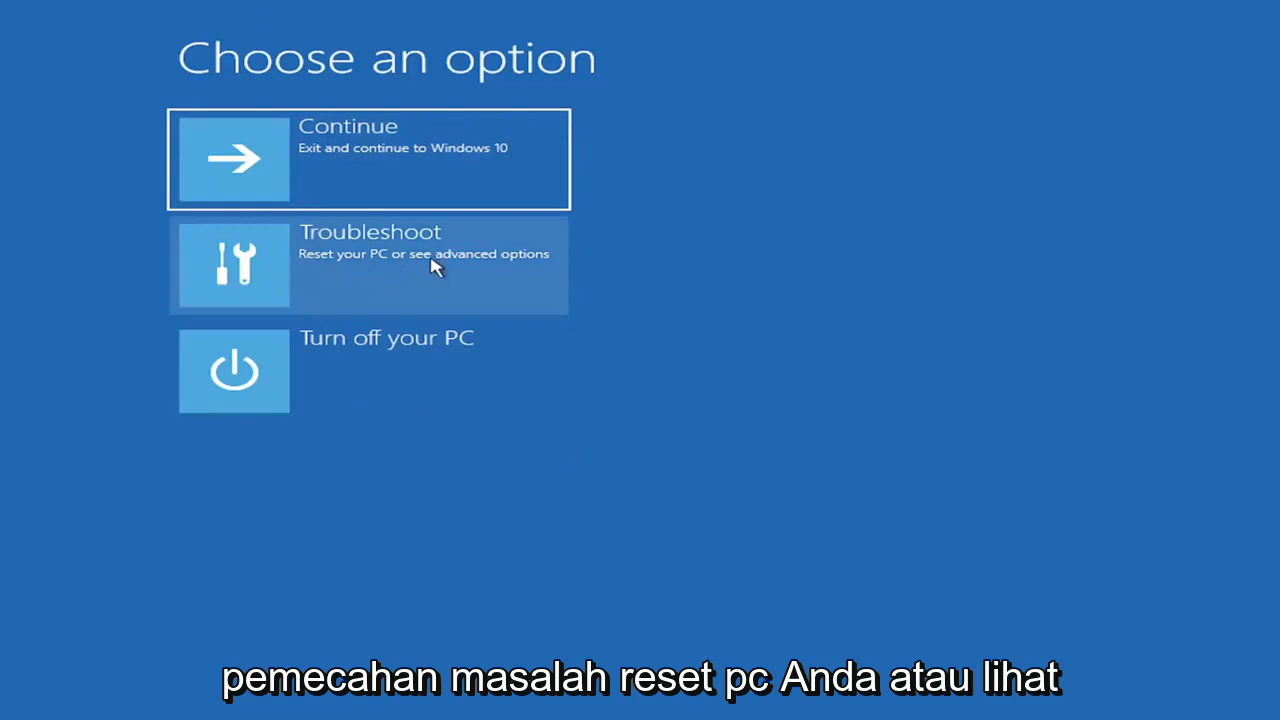 Choose an option
Continue
Exit and continue to Windows 10
Troubleshoot
Reset your PC or see advanced options
Turn off your PC
pemecahan masalah reset pc Anda atau lihat